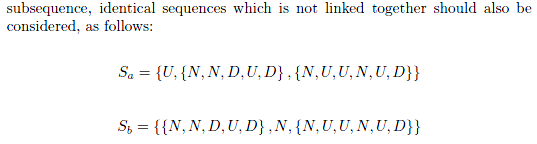 subsequence, identical sequences which is not linked together should also be
considered, as follows:
S_a = {U, {N, N, D, U, D} , {N, U, U, N, U, D}}
S_b = {{N, N, D, U, D} , N, {N, U, U, N, U, D}}